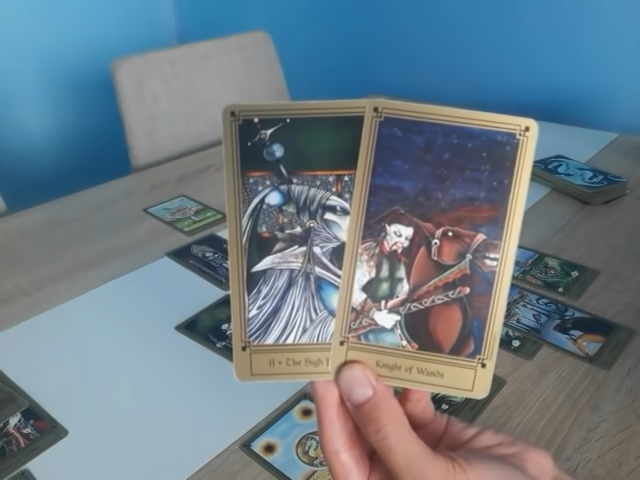 II • The High
Knight of Wands